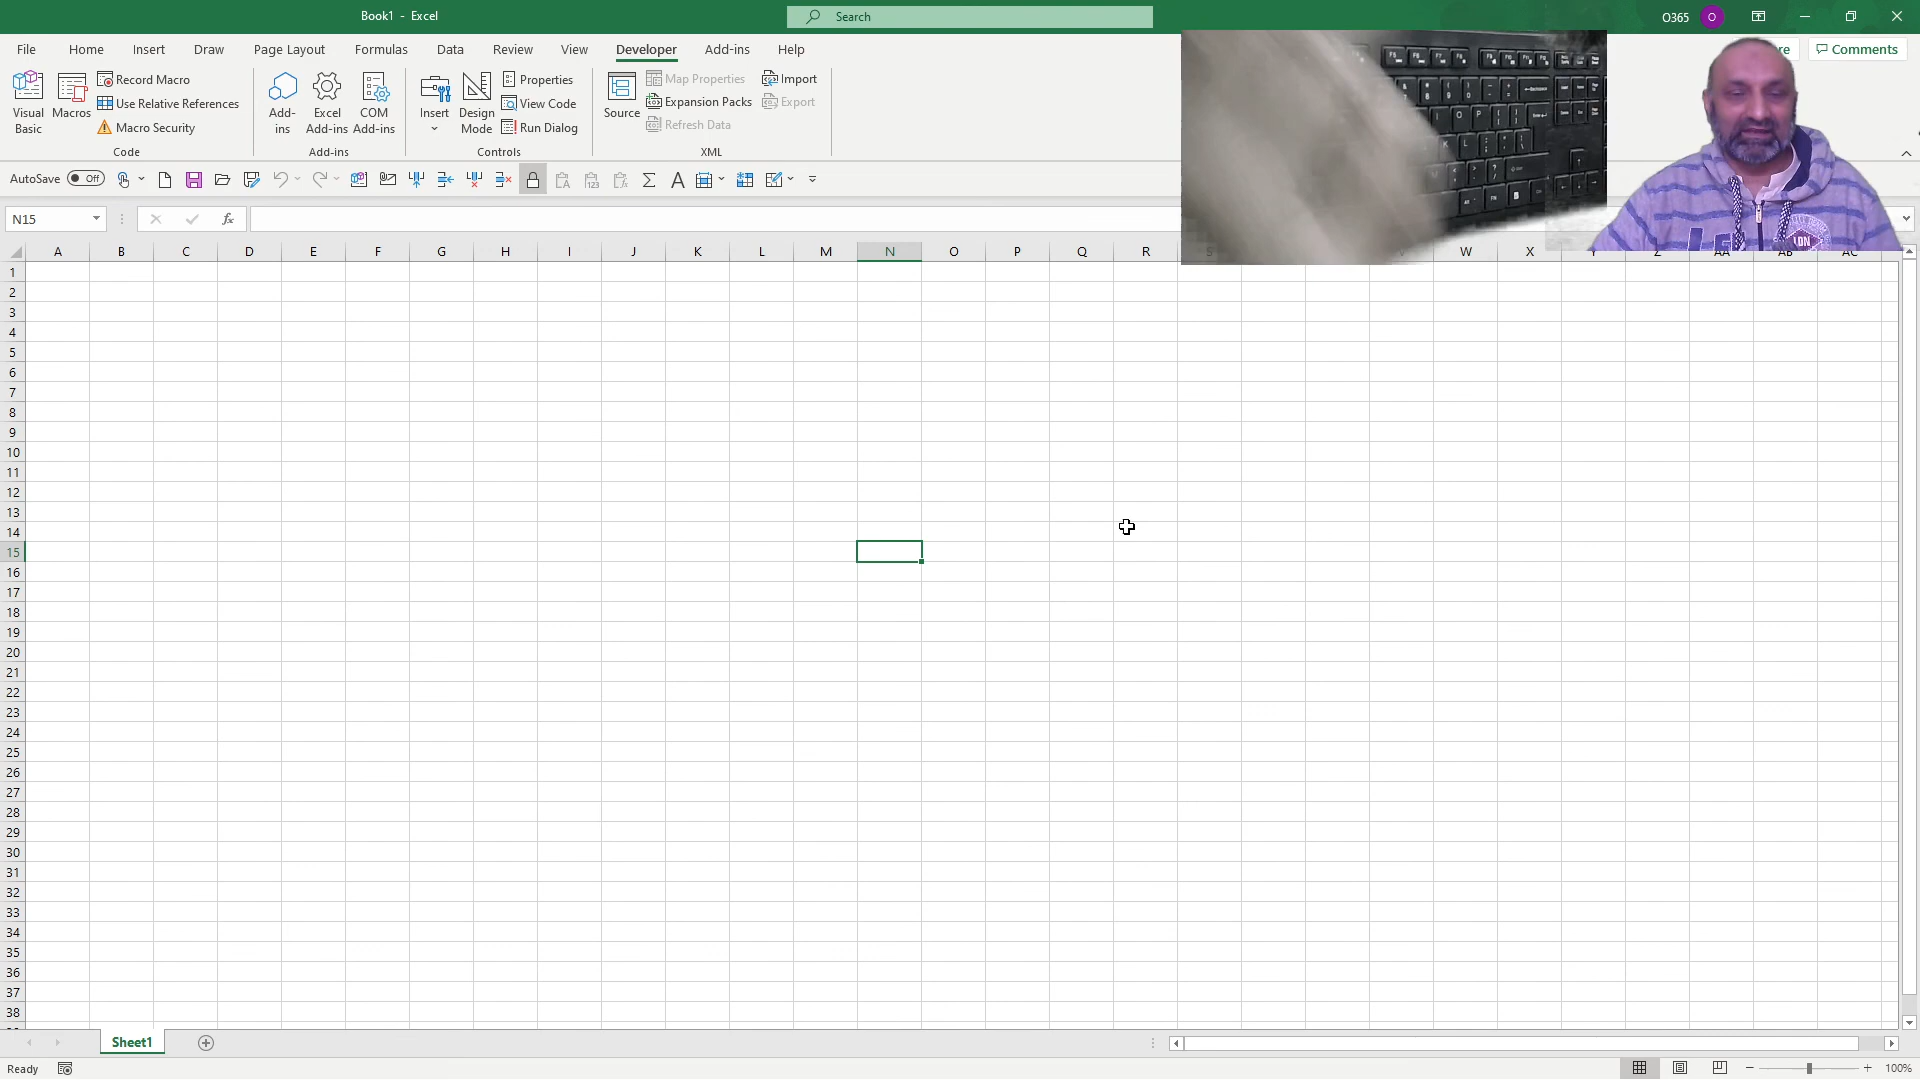 Book1 - Excel
Search
O365
O
File
Home
Insert
Draw
Page Layout
Formulas
Data
Review
View
Developer
Add-ins
Help
Comments
Visual Basic
Macros
Record Macro
Use Relative References
Macro Security
Code
Add-ins
Excel Add-ins
COM Add-ins
Add-ins
Insert
Design Mode
Properties
View Code
Run Dialog
Controls
Source
Map Properties
Expansion Packs
Refresh Data
Import
Export
XML
AutoSave
Off
N15
fx
A B C D E F G H I J K L M N O P Q R W X AA AB AC
1
2
3
4
5
6
7
8
9
10
11
12
13
14
15
16
17
18
19
20
21
22
23
24
25
26
27
28
29
30
31
32
33
34
35
36
37
38
Sheet1
Ready
100%